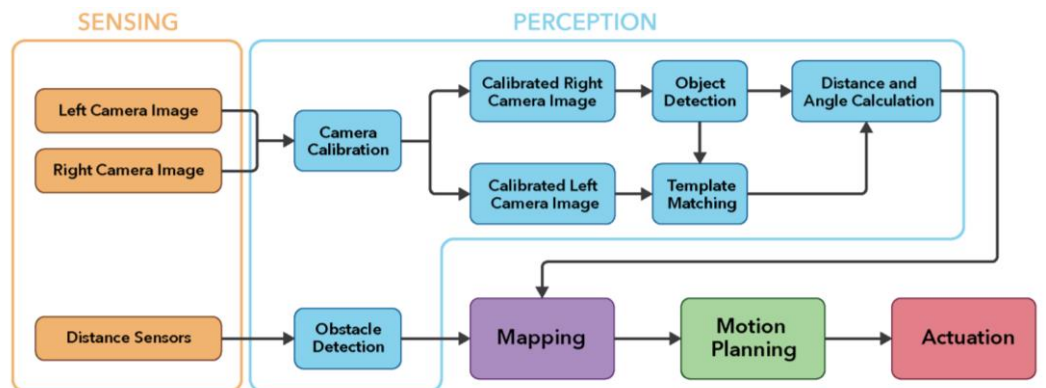 SENSING
PERCEPTION
Left Camera Image
Right Camera Image
Camera
Calibration
Calibrated Right
Camera Image
Object
Detection
Distance and
Angle Calculation
Calibrated Left
Camera Image
Template
Matching
Distance Sensors
Obstacle
Detection
Mapping
Motion
Planning
Actuation